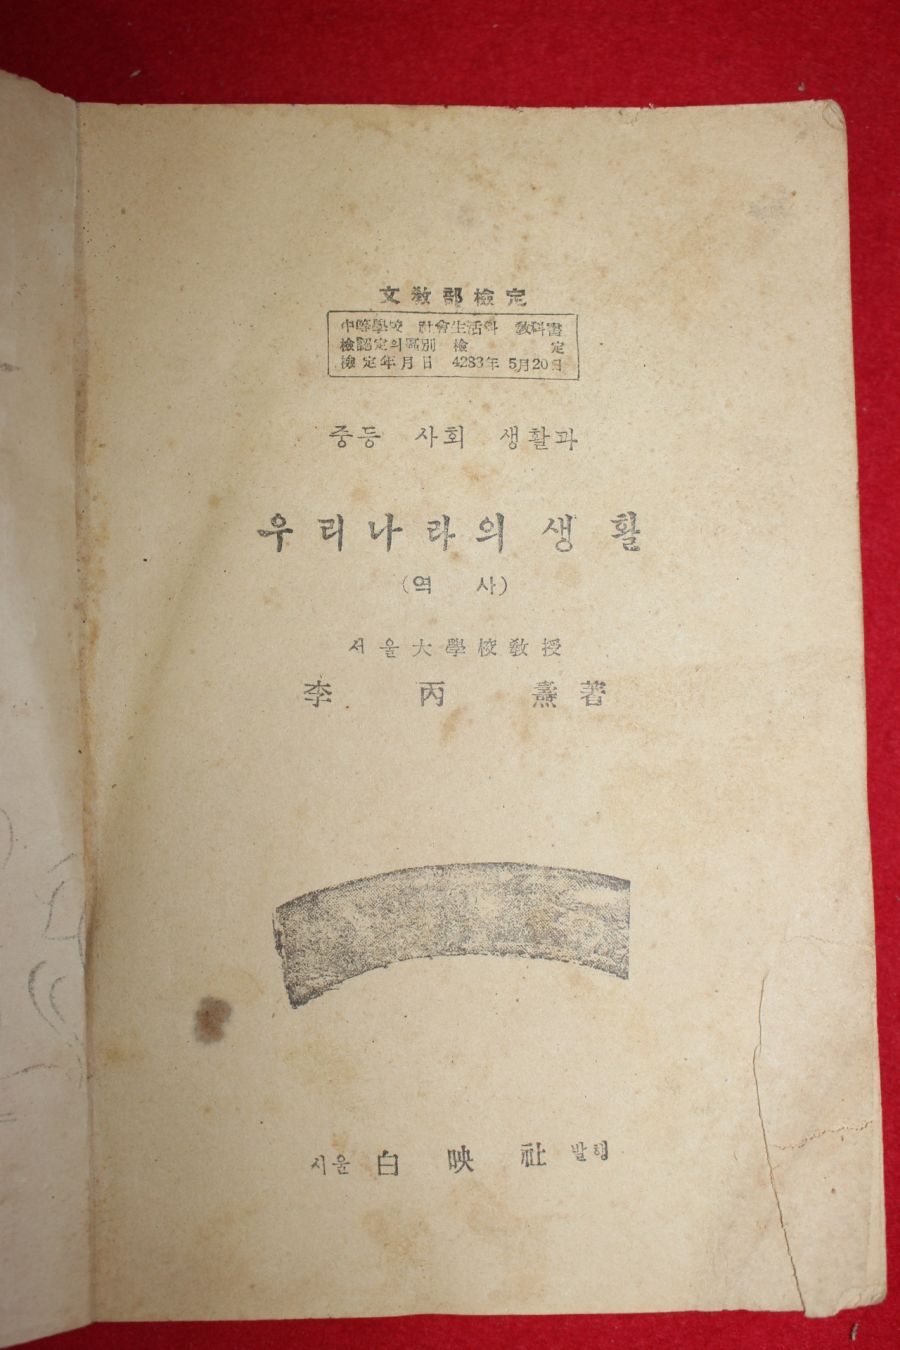 文敎部檢定
中等學校 社會生活科 敎科書
檢認定의區別 檢 定
檢定年月日 4283年 5月20日
중등 사회 생활과
우리나라의 생활
(역 사)
서울大學校敎授
李 丙 燾 著
서울 白 映 社 발행